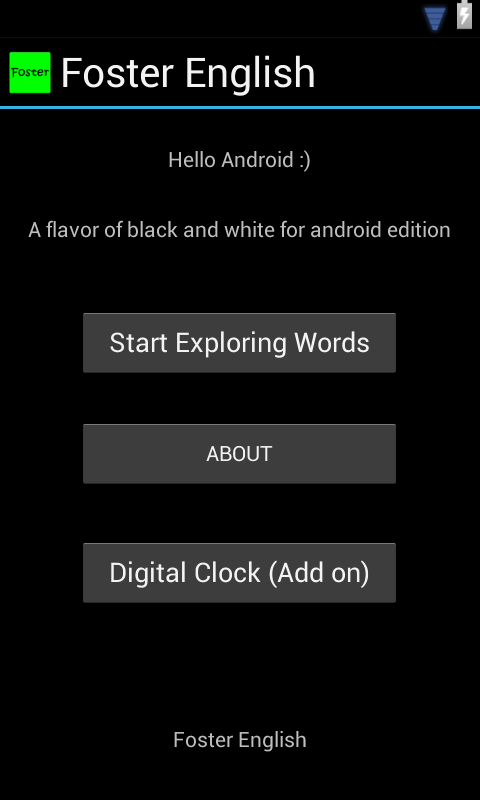 Foster
Foster English
Hello Android :)
A flavor of black and white for android edition
Start Exploring Words
ABOUT
Digital Clock (Add on)
Foster English